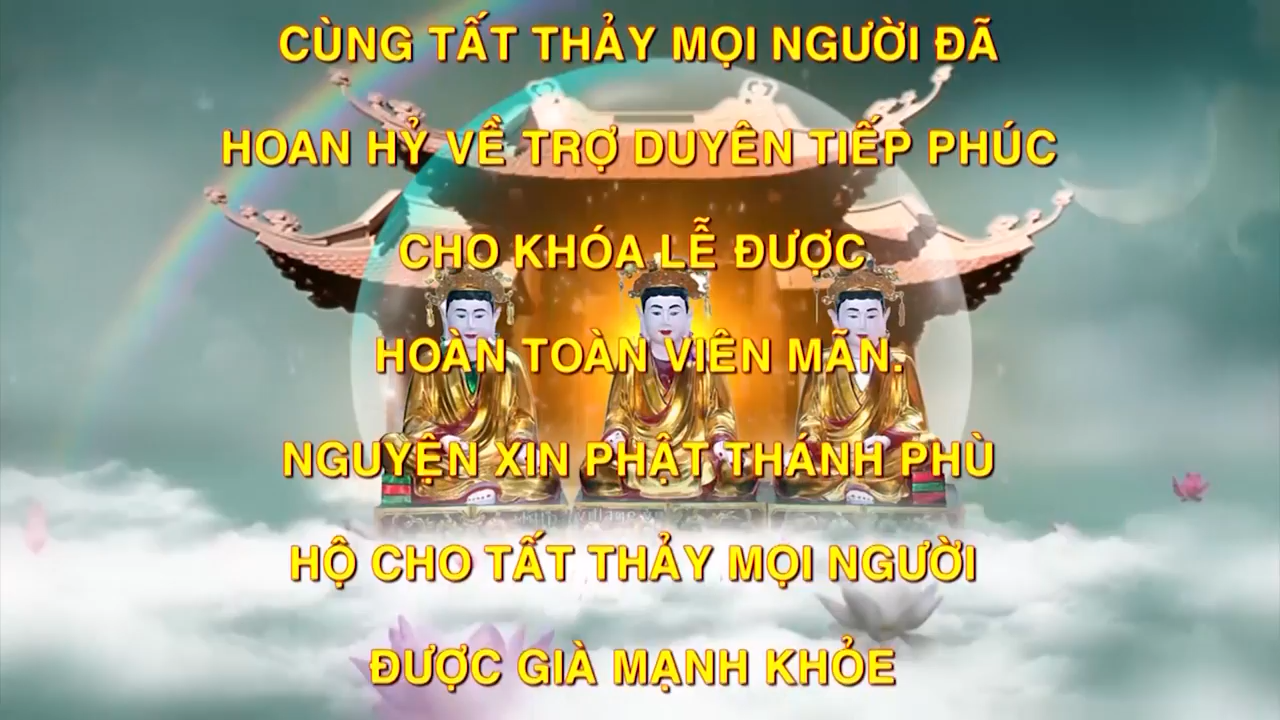 CÙNG TẤT THẢY MỌI NGƯỜI ĐÃ
HOAN HỶ VỀ TRỢ DUYÊN TIẾP PHÚC
CHO KHÓA LỄ ĐƯỢC
HOÀN TOÀN VIÊN MÃN.
NGUYỆN XIN PHẬT THÁNH PHÙ
HỘ CHO TẤT THẢY MỌI NGƯỜI
ĐƯỢC GIÀ MẠNH KHỎE